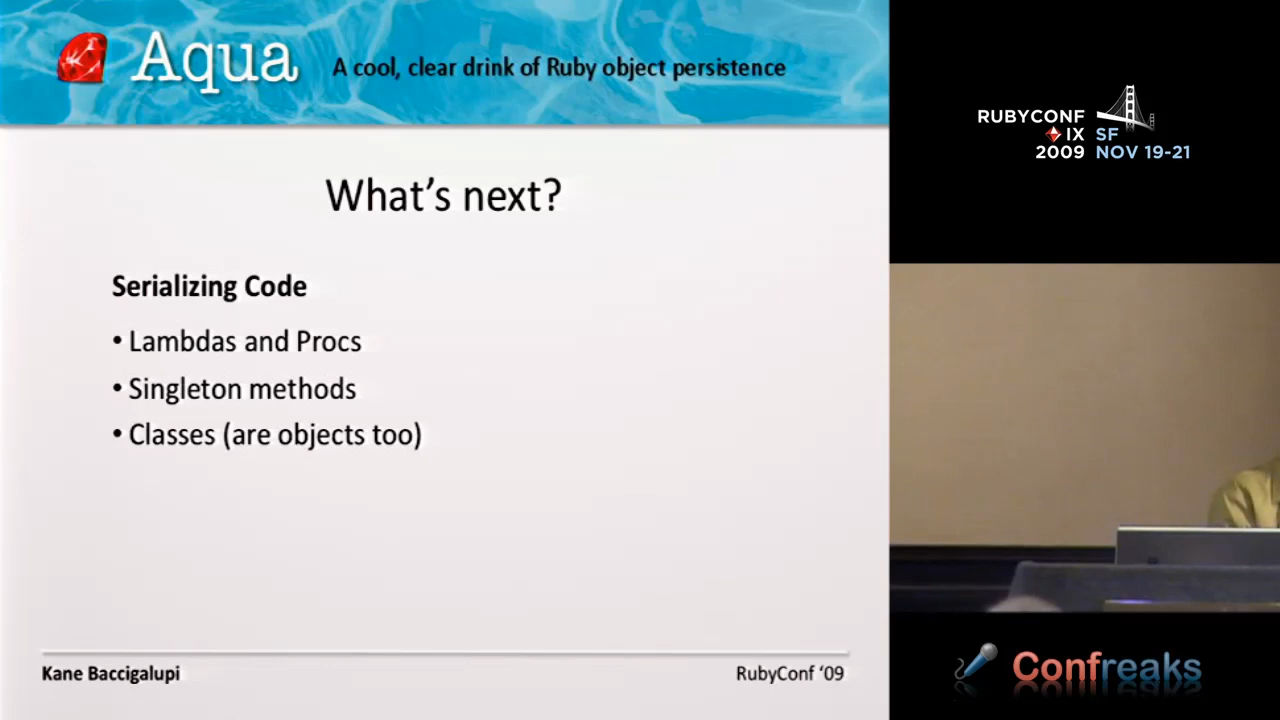 Aqua
A cool, clear drink of Ruby object persistence
What's next?
Serializing Code
• Lambdas and Procs
• Singleton methods
• Classes (are objects too)
Kane Baccigalupi
RubyConf ‘09
RUBYCONF
IX SF
2009 NOV 19-21
Confreaks